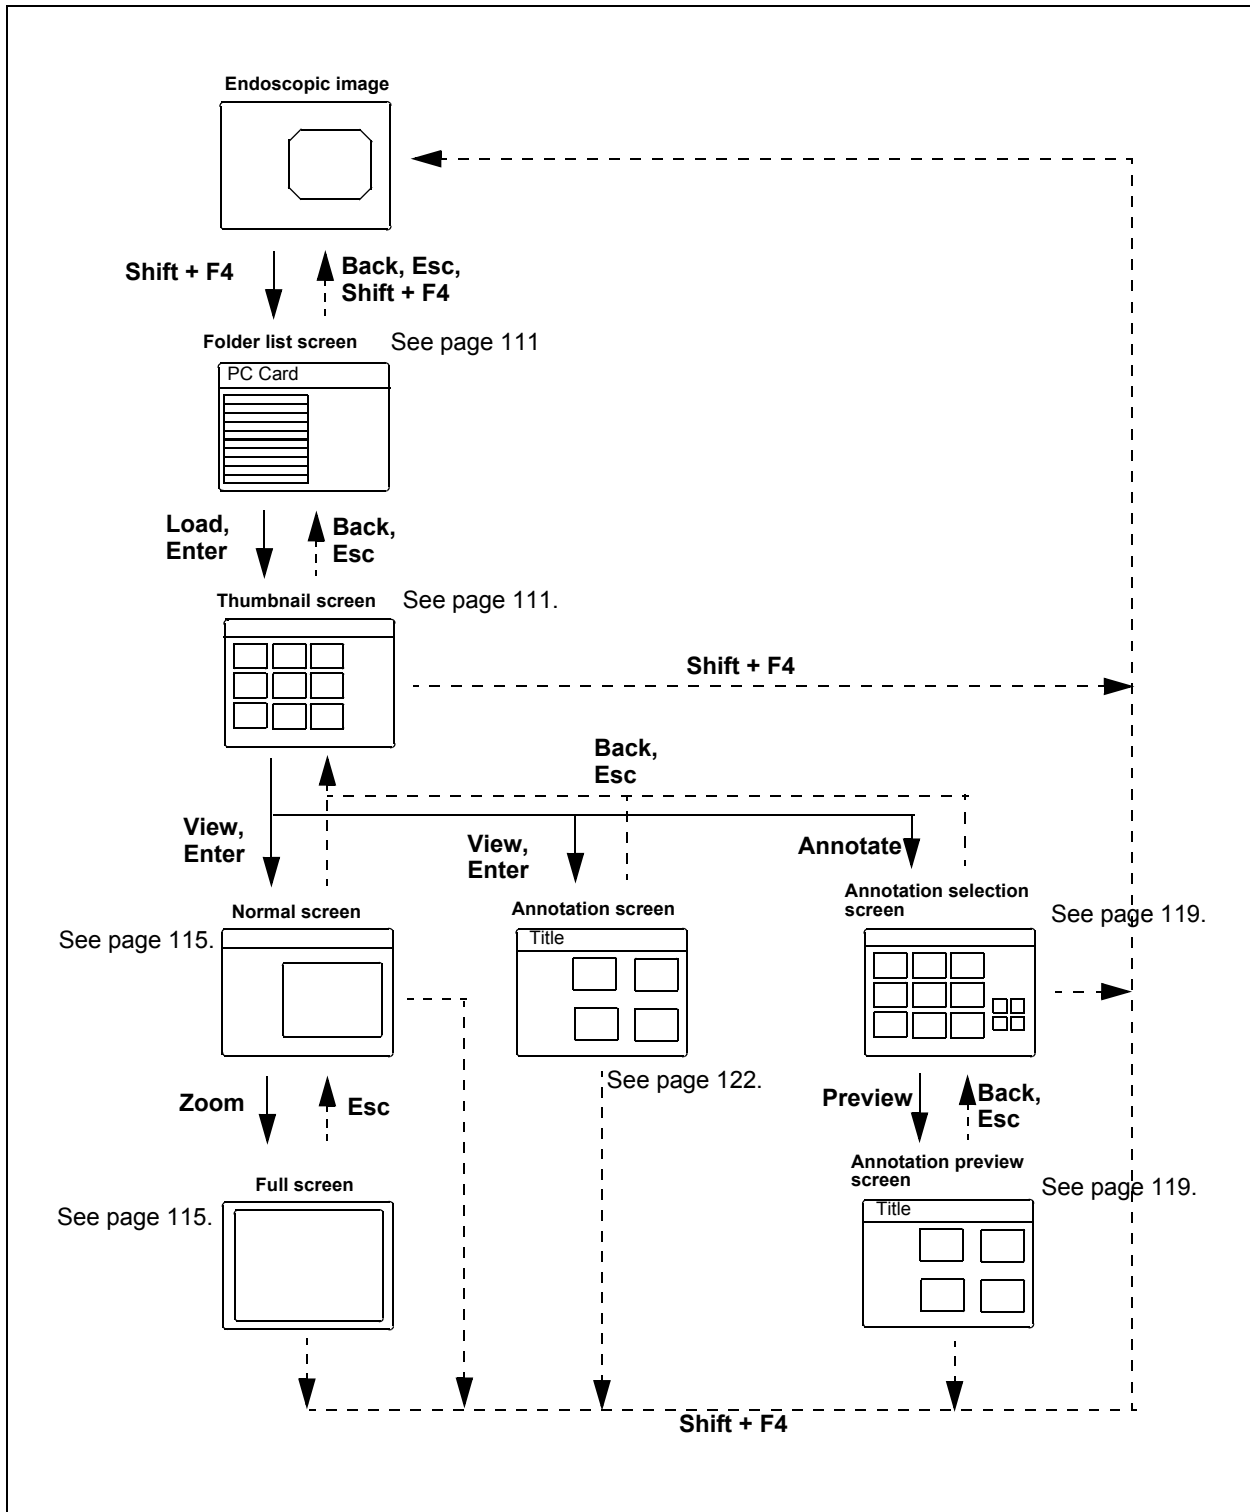 Endoscopic image
Shift + F4
Back, Esc,
Shift + F4
Folder list screen
See page 111
PC Card
Load,
Enter
Back,
Esc
Thumbnail screen
See page 111.
Shift + F4
Back,
Esc
View,
Enter
View,
Enter
Annotate
Normal screen
See page 115.
Annotation screen
Title
See page 122.
Annotation selection
screen
See page 119.
Zoom
Esc
Preview
Back,
Esc
Full screen
See page 115.
Annotation preview
screen
See page 119.
Title
Shift + F4